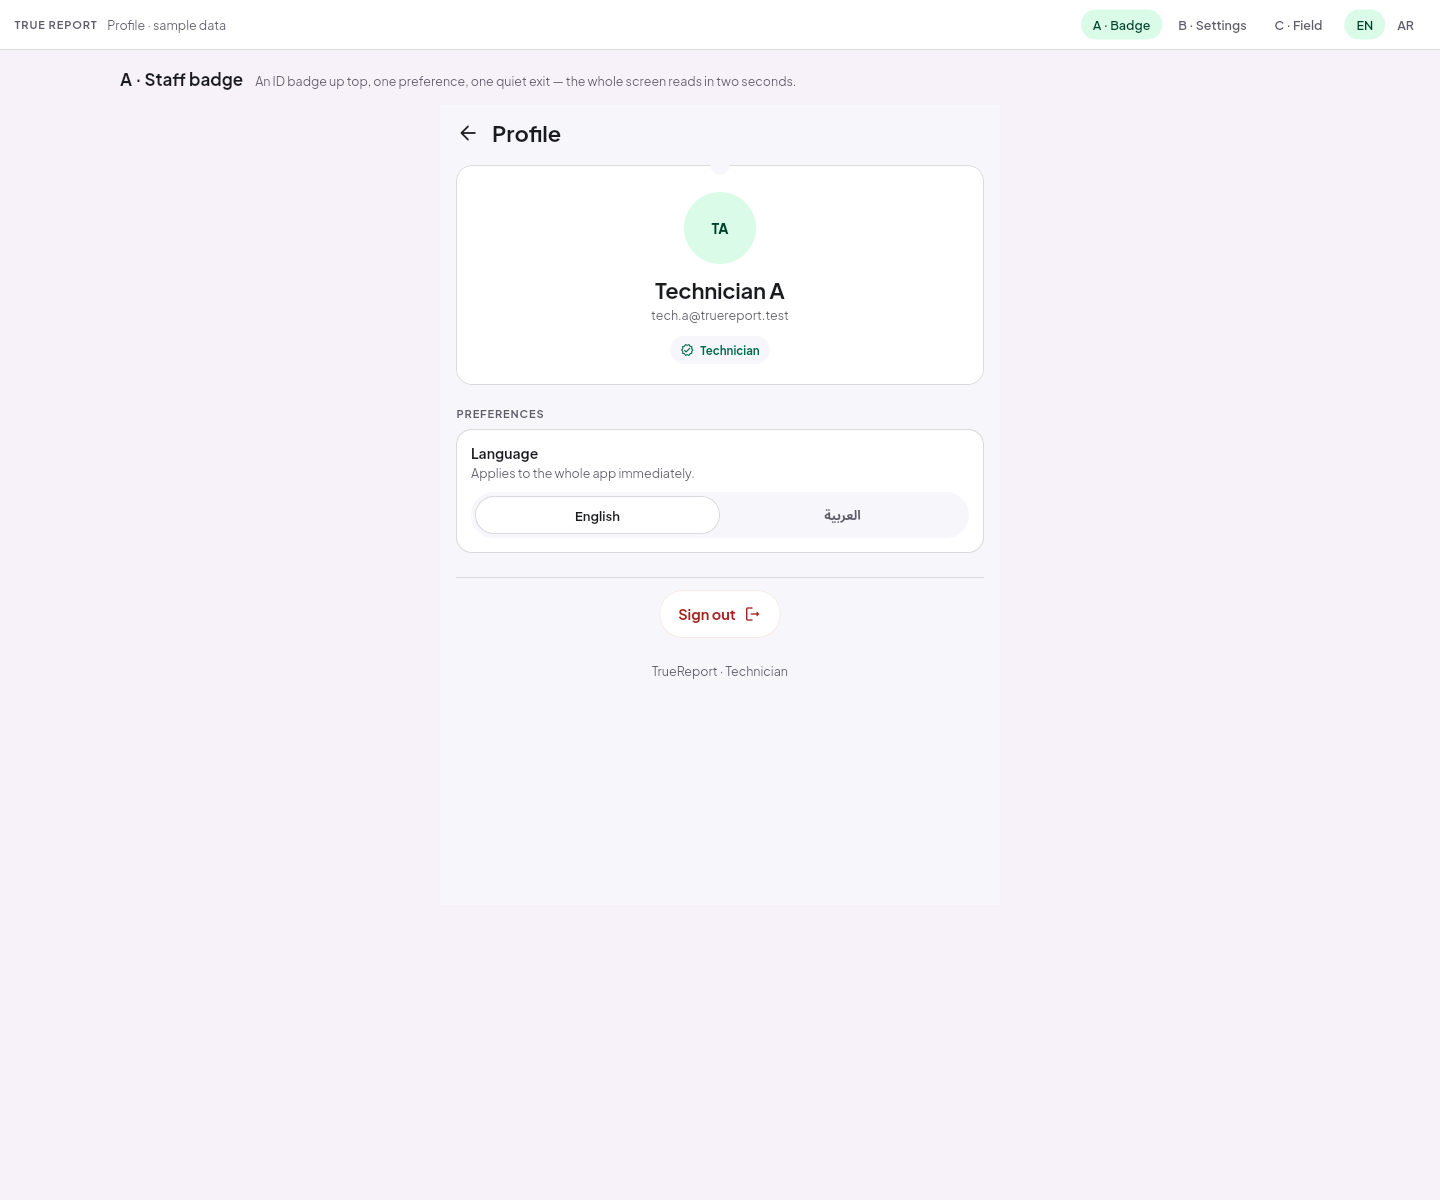 TRUE REPORT Profile · sample data A · Badge B · Settings C · Field EN AR
A · Staff badge An ID badge up top, one preference, one quiet exit — the whole screen reads in two seconds.
Profile
TA
Technician A
tech.a@truereport.test
Technician
PREFERENCES
Language
Applies to the whole app immediately.
English العربية
Sign out
TrueReport · Technician